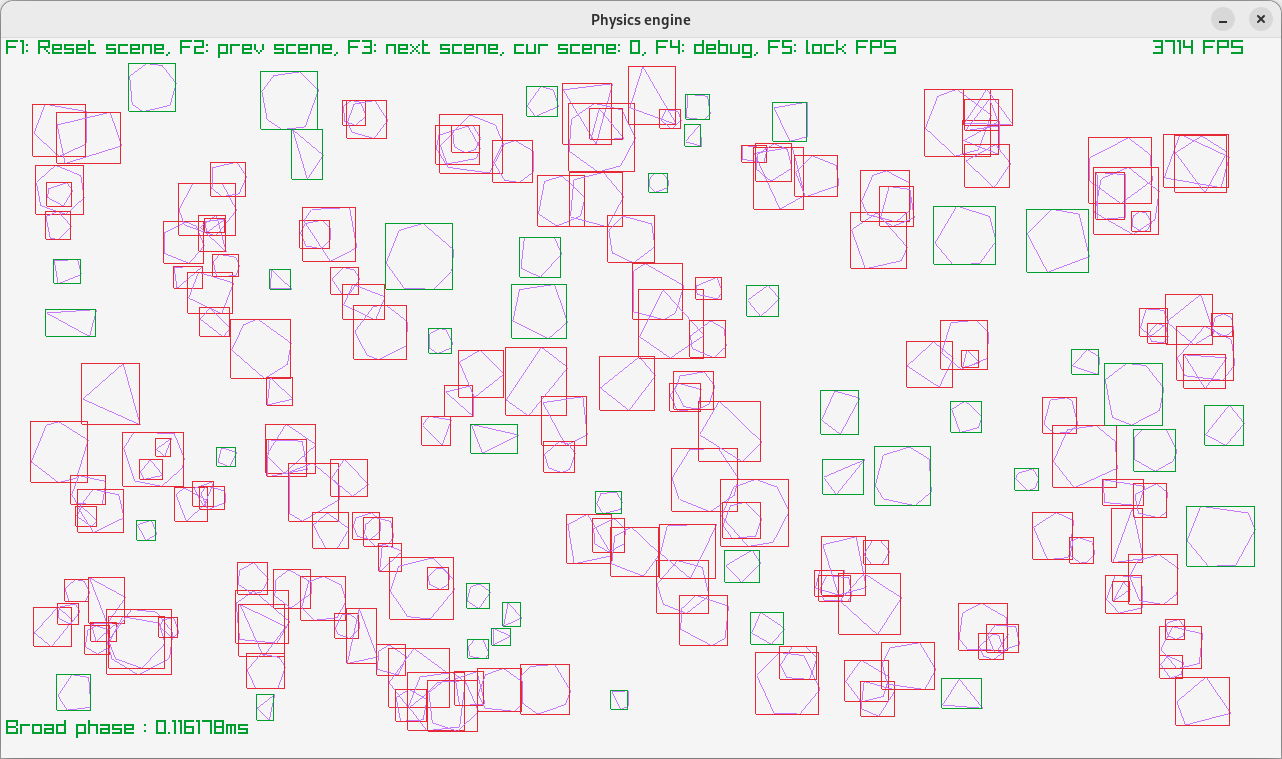 Physics engine
F1: Reset scene, F2: prev scene, F3: next scene, cur scene: 0, F4: debug, F5: lock FPS
3714 FPS
Broad phase : 0.116178ms